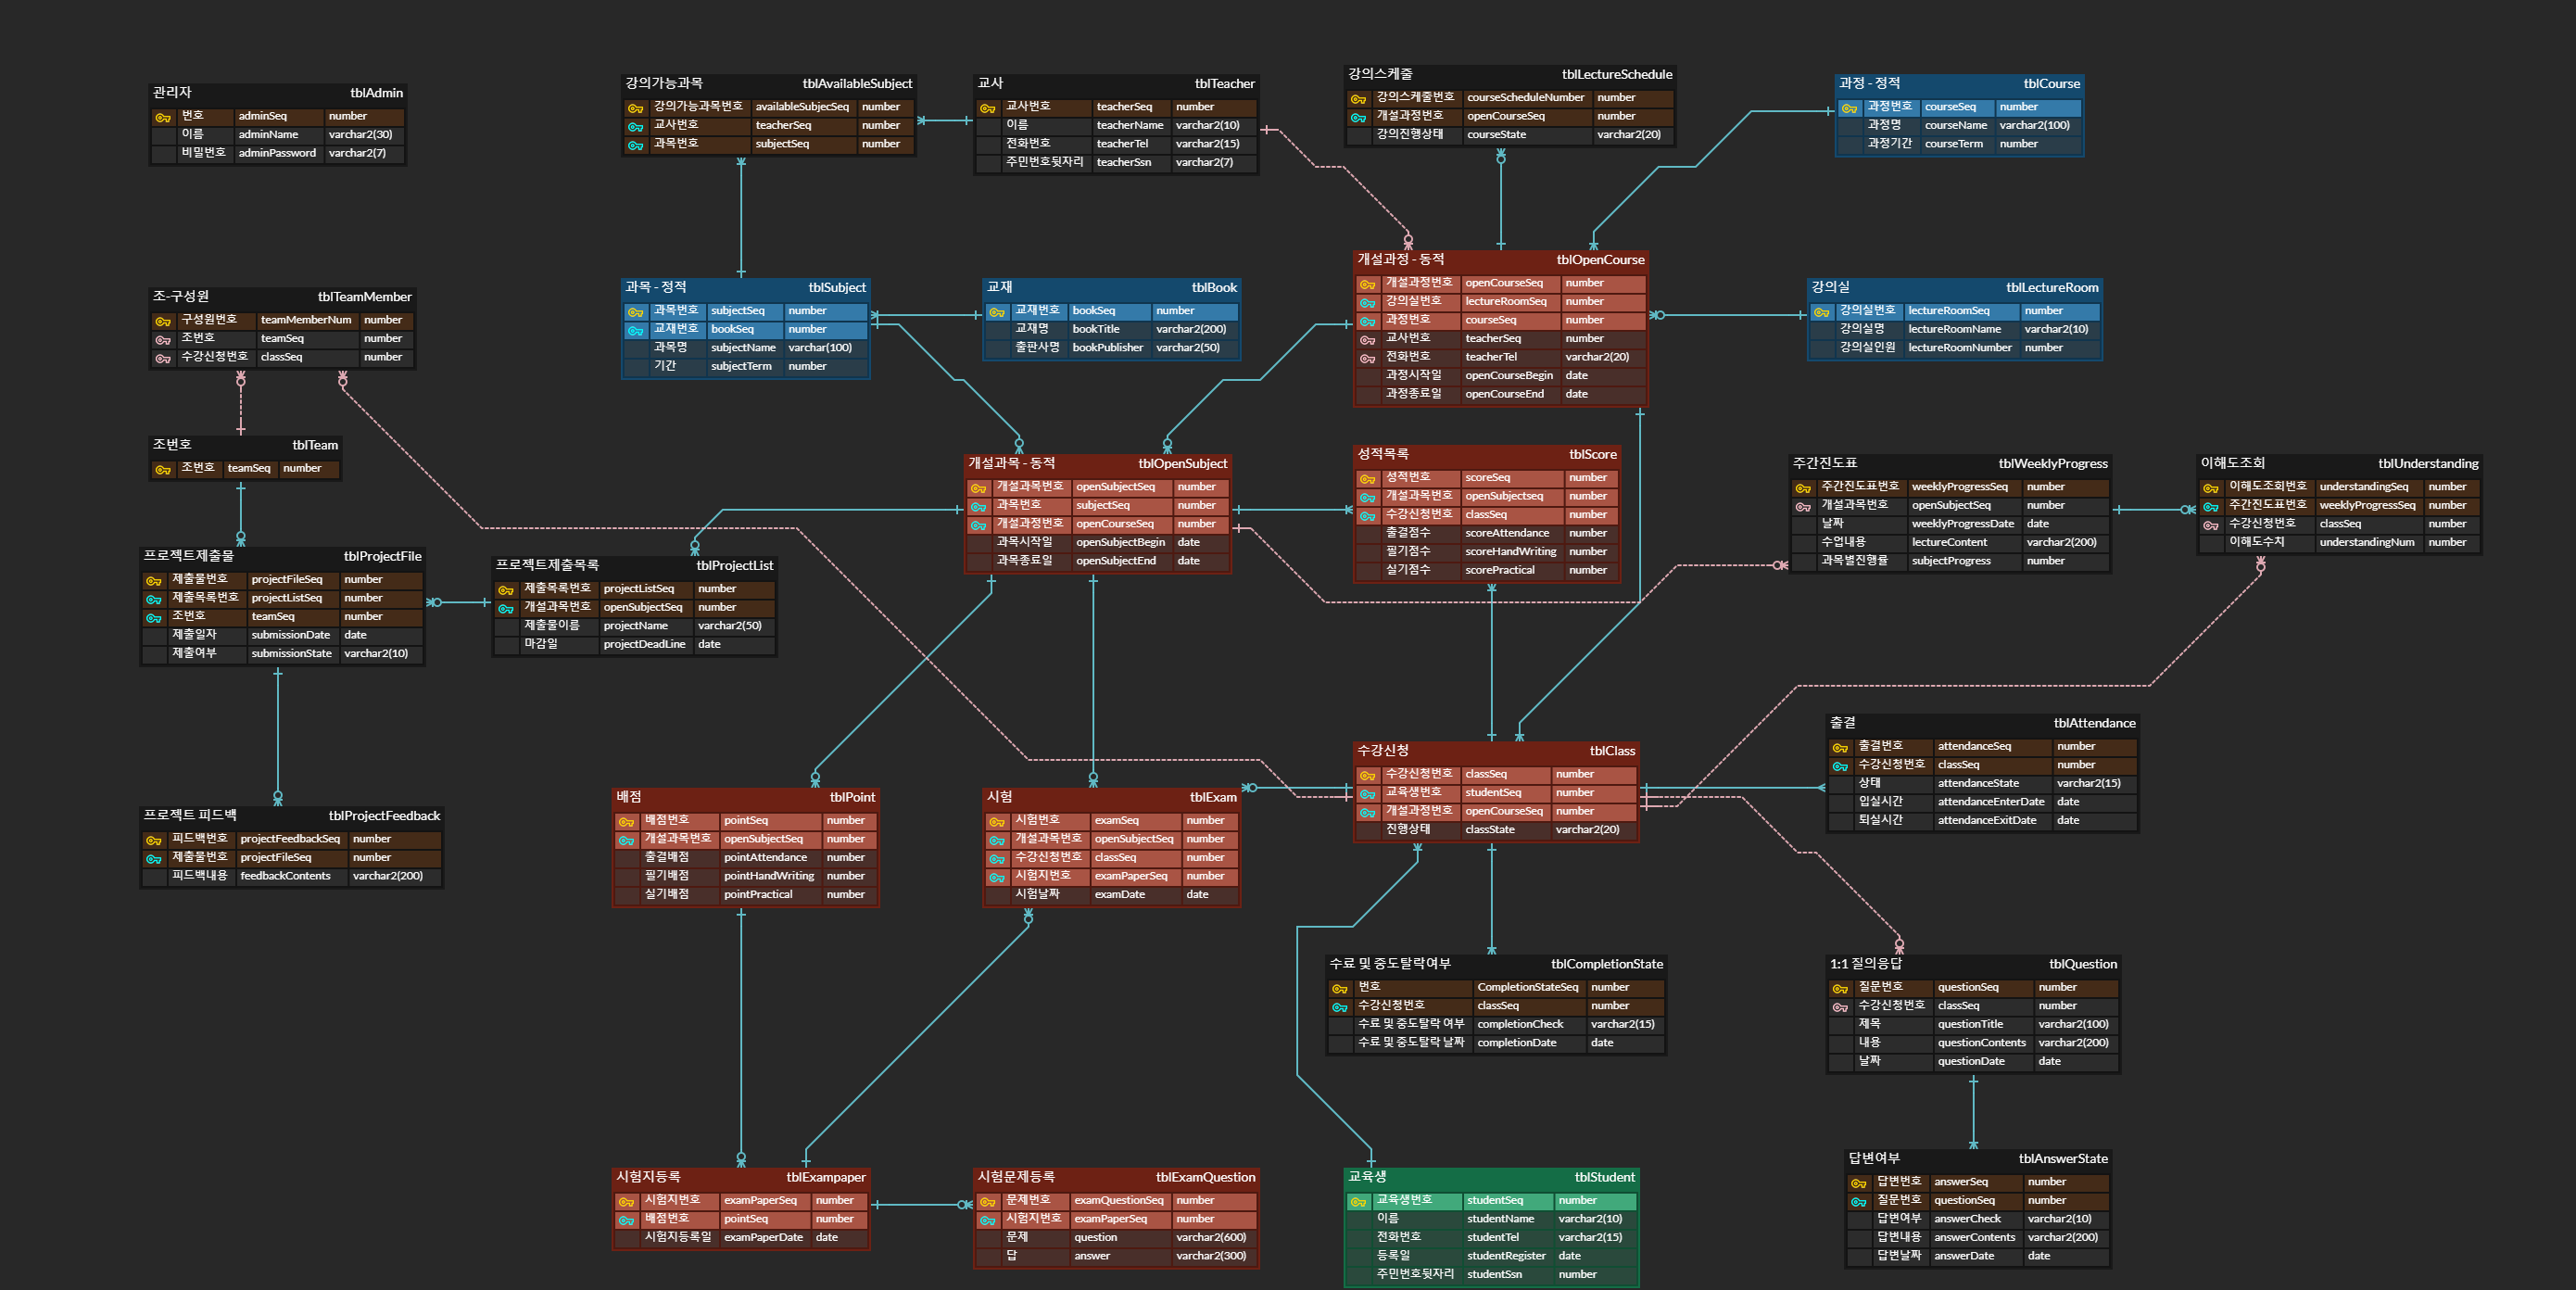 관리자 tblAdmin
번호 adminSeq number
이름 adminName varchar2(30)
비밀번호 adminPassword varchar2(7)
강의가능과목 tblAvailableSubject
강의가능과목번호 availableSubjecSeq number
교사번호 teacherSeq number
과목번호 subjectSeq number
교사 tblTeacher
교사번호 teacherSeq number
이름 teacherName varchar2(10)
전화번호 teacherTel varchar2(15)
주민번호뒷자리 teacherSsn varchar2(7)
강의스케줄 tblLectureSchedule
강의스케줄번호 courseScheduleNumber number
개설과정번호 openCourseSeq number
강의진행상태 courseState varchar2(20)
과정 - 정적 tblCourse
과정번호 courseSeq number
과정명 courseName varchar2(100)
과정기간 courseTerm number
조-구성원 tblTeamMember
구성원번호 teamMemberNum number
조번호 teamSeq number
수강신청번호 classSeq number
과목 - 정적 tblSubject
과목번호 subjectSeq number
교재번호 bookSeq number
과목명 subjectName varchar(100)
기간 subjectTerm number
교재 tblBook
교재번호 bookSeq number
교재명 bookTitle varchar2(200)
출판사명 bookPublisher varchar2(50)
개설과정 - 동적 tblOpenCourse
개설과정번호 openCourseSeq number
강의실번호 lectureRoomSeq number
과정번호 courseSeq number
교사번호 teacherSeq number
전화번호 teacherTel varchar2(20)
과정시작일 openCourseBegin date
과정종료일 openCourseEnd date
강의실 tblLectureRoom
강의실번호 lectureRoomSeq number
강의실명 lectureRoomName varchar2(10)
강의실인원 lectureRoomNumber number
조번호 tblTeam
조번호 teamSeq number
개설과목 - 동적 tblOpenSubject
개설과목번호 openSubjectSeq number
과목번호 subjectSeq number
개설과정번호 openCourseSeq number
과목시작일 openSubjectBegin date
과목종료일 openSubjectEnd date
성적목록 tblScore
성적번호 scoreSeq number
개설과목번호 openSubjectseq number
수강신청번호 classSeq number
출결점수 scoreAttendance number
필기점수 scoreHandWriting number
실기점수 scorePractical number
주간진도표 tblWeeklyProgress
주간진도표번호 weeklyProgressSeq number
개설과목번호 openSubjectSeq number
날짜 weeklyProgressDate date
수업내용 lectureContent varchar2(200)
과목별진행률 subjectProgress number
이해도조회 tblUnderstanding
이해도조회번호 understandingSeq number
주간진도표번호 weeklyProgressSeq number
수강신청번호 classSeq number
이해도수치 understandingNum number
프로젝트제출물 tblProjectFile
제출물번호 projectFileSeq number
제출목록번호 projectListSeq number
조번호 teamSeq number
제출일자 submissionDate date
제출여부 submissionState varchar2(10)
프로젝트제출목록 tblProjectList
제출목록번호 projectListSeq number
개설과목번호 openSubjectSeq number
제출물이름 projectName varchar2(50)
마감일 projectDeadLine date
프로젝트 피드백 tblProjectFeedback
피드백번호 projectFeedbackSeq number
제출물번호 projectFileSeq number
피드백내용 feedbackContents varchar2(200)
배점 tblPoint
배점번호 pointSeq number
개설과목번호 openSubjectSeq number
출결배점 pointAttendance number
필기배점 pointHandWriting number
실기배점 pointPractical number
시험 tblExam
시험번호 examSeq number
개설과목번호 openSubjectSeq number
수강신청번호 classSeq number
시험지번호 examPaperSeq number
시험날짜 examDate date
수강신청 tblClass
수강신청번호 classSeq number
교육생번호 studentSeq number
개설과정번호 openCourseSeq number
진행상태 classState varchar2(20)
출결 tblAttendance
출결번호 attendanceSeq number
수강신청번호 classSeq number
상태 attendanceState varchar2(15)
입실시간 attendanceEnterDate date
퇴실시간 attendanceExitDate date
수료 및 중도탈락여부 tblCompletionState
번호 CompletionStateSeq number
수강신청번호 classSeq number
수료 및 중도탈락 여부 completionCheck varchar2(15)
수료 및 중도탈락 날짜 completionDate date
1:1 질의응답 tblQuestion
질문번호 questionSeq number
수강신청번호 classSeq number
제목 questionTitle varchar2(100)
내용 questionContents varchar2(200)
날짜 questionDate date
시험지등록 tblExampaper
시험지번호 examPaperSeq number
배점번호 pointSeq number
시험지등록일 examPaperDate date
시험문제등록 tblExamQuestion
문제번호 examQuestionSeq number
시험지번호 examPaperSeq number
문제 question varchar2(600)
답 answer varchar2(300)
교육생 tblStudent
교육생번호 studentSeq number
이름 studentName varchar2(10)
전화번호 studentTel varchar2(15)
등록일 studentRegister date
주민번호뒷자리 studentSsn number
답변여부 tblAnswerState
답변번호 answerSeq number
질문번호 questionSeq number
답변여부 answerCheck varchar2(10)
답변내용 answerContents varchar2(200)
답변날짜 answerDate date